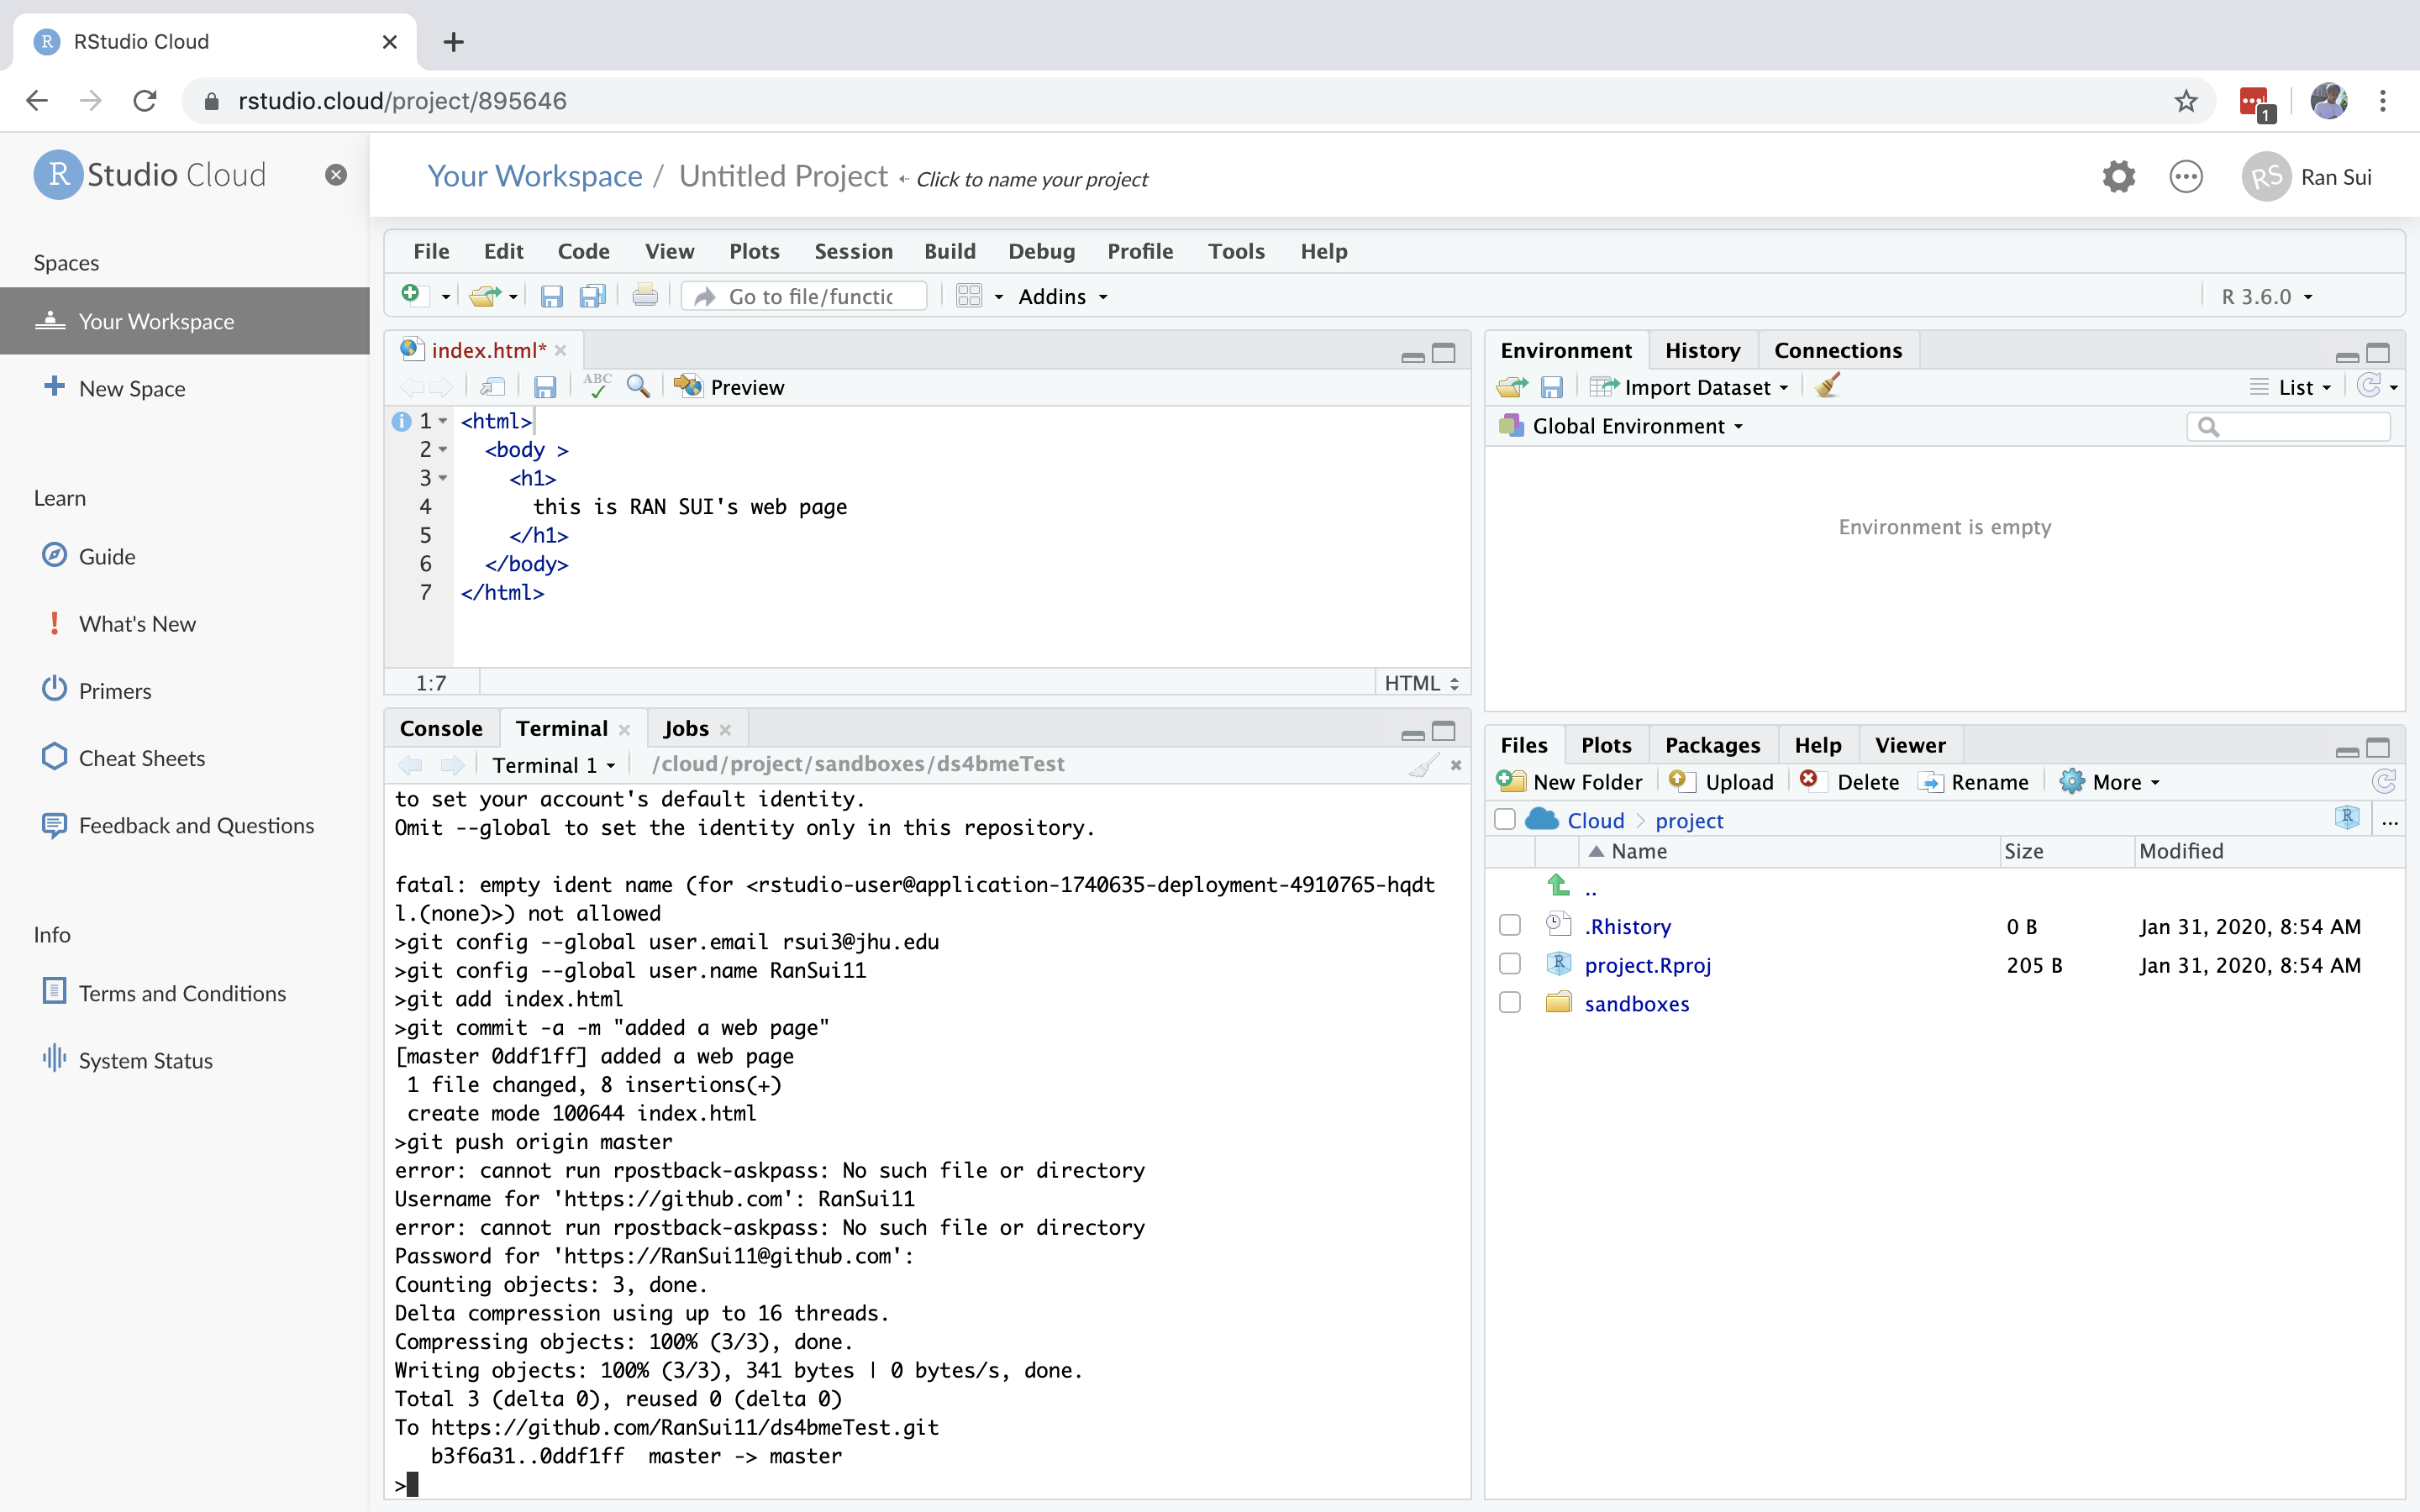 RStudio Cloud
rstudio.cloud/project/895646
1
R Studio Cloud
Your Workspace / Untitled Project Click to name your project
RS Ran Sui
Spaces
Your Workspace
New Space
Learn
Guide
What's New
Primers
Cheat Sheets
Feedback and Questions
Info
Terms and Conditions
System Status
File Edit Code View Plots Session Build Debug Profile Tools Help
Go to file/functic Addins R 3.6.0
index.html*
ABC Preview
1 <html>
2 <body >
3 <h1>
4 this is RAN SUI's web page
5 </h1>
6 </body>
7 </html>
1:7 HTML
Console Terminal Jobs
Terminal 1 /cloud/project/sandboxes/ds4bmeTest
to set your account's default identity.
Omit --global to set the identity only in this repository.
fatal: empty ident name (for <rstudio-user@application-1740635-deployment-4910765-hqdt
l.(none)>) not allowed
>git config --global user.email rsui3@jhu.edu
>git config --global user.name RanSui11
>git add index.html
>git commit -a -m "added a web page"
[master 0ddf1ff] added a web page
1 file changed, 8 insertions(+)
create mode 100644 index.html
>git push origin master
error: cannot run rpostback-askpass: No such file or directory
Username for 'https://github.com': RanSui11
error: cannot run rpostback-askpass: No such file or directory
Password for 'https://RanSui11@github.com':
Counting objects: 3, done.
Delta compression using up to 16 threads.
Compressing objects: 100% (3/3), done.
Writing objects: 100% (3/3), 341 bytes | 0 bytes/s, done.
Total 3 (delta 0), reused 0 (delta 0)
To https://github.com/RanSui11/ds4bmeTest.git
b3f6a31..0ddf1ff master -> master
>
Environment History Connections
Import Dataset List
Global Environment
Environment is empty
Files Plots Packages Help Viewer
New Folder Upload Delete Rename More
Cloud > project R ...
Name Size Modified
..
.Rhistory 0 B Jan 31, 2020, 8:54 AM
project.Rproj 205 B Jan 31, 2020, 8:54 AM
sandboxes